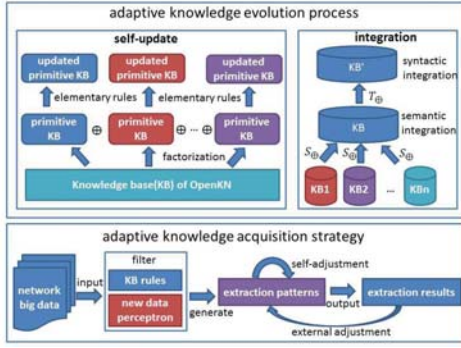 adaptive knowledge evolution process
self-update
updated
primitive KB
updated
primitive KB
updated
primitive KB
elementary rules
elementary rules
primitive
KB
⊕
primitive
KB
⊕ ... ⊕
primitive
KB
factorization
Knowledge base(KB) of OpenKN
integration
KB'
syntactic
integration
T⊕
KB
semantic
integration
S⊕
S⊕
S⊕
KB1
KB2
...
KBn
adaptive knowledge acquisition strategy
network
big data
input
filter
KB rules
new data
perceptron
generate
self-adjustment
extraction patterns
output
extraction results
external adjustment